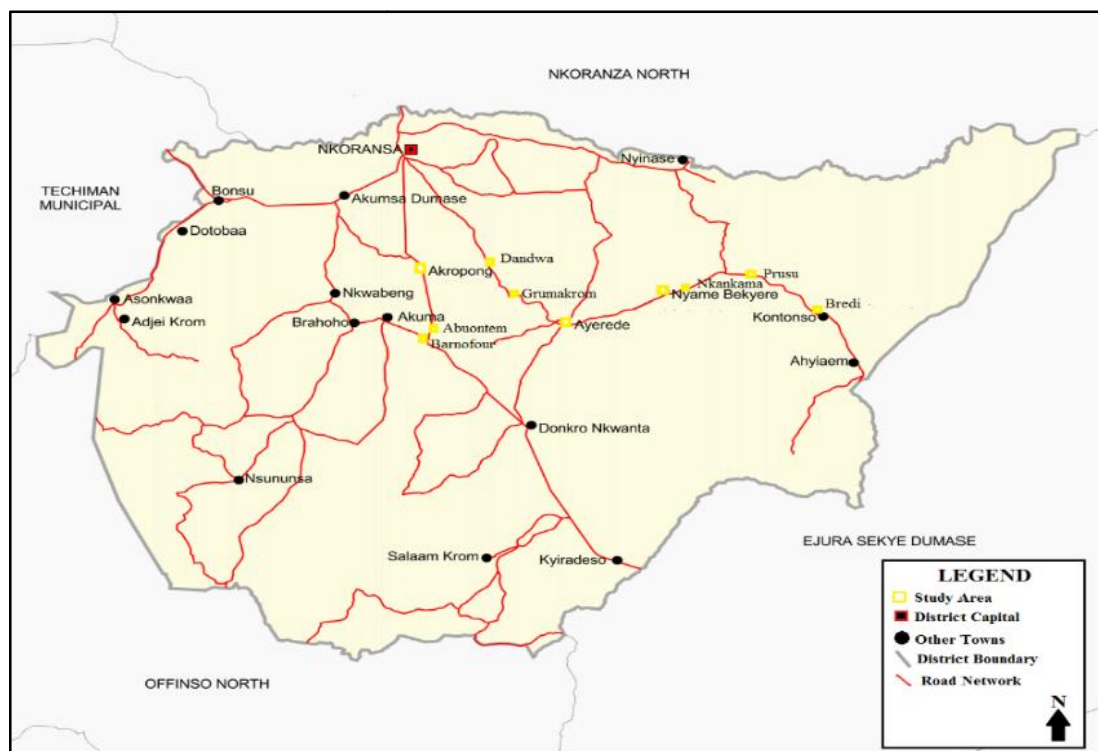 NKORANZA NORTH
NKORANSA
Nyinase
TECHIMAN
MUNICIPAL
Bonsu
Akumsa Dumase
Dotobaa
Dandwa
Akropong
Prusu
Nkankama
Nyame Bekyere
Grumakrom
Asonkwaa
Nkwabeng
Bredi
Adjei Krom
Brahoho
Akuma
Abuontem
Ayerede
Kontonso
Barnofour
Ahyiaem
Donkro Nkwanta
Nsununsa
Salaam Krom
Kyiradeso
EJURA SEKYE DUMASE
OFFINSO NORTH
LEGEND
Study Area
District Capital
Other Towns
District Boundary
Road Network
N